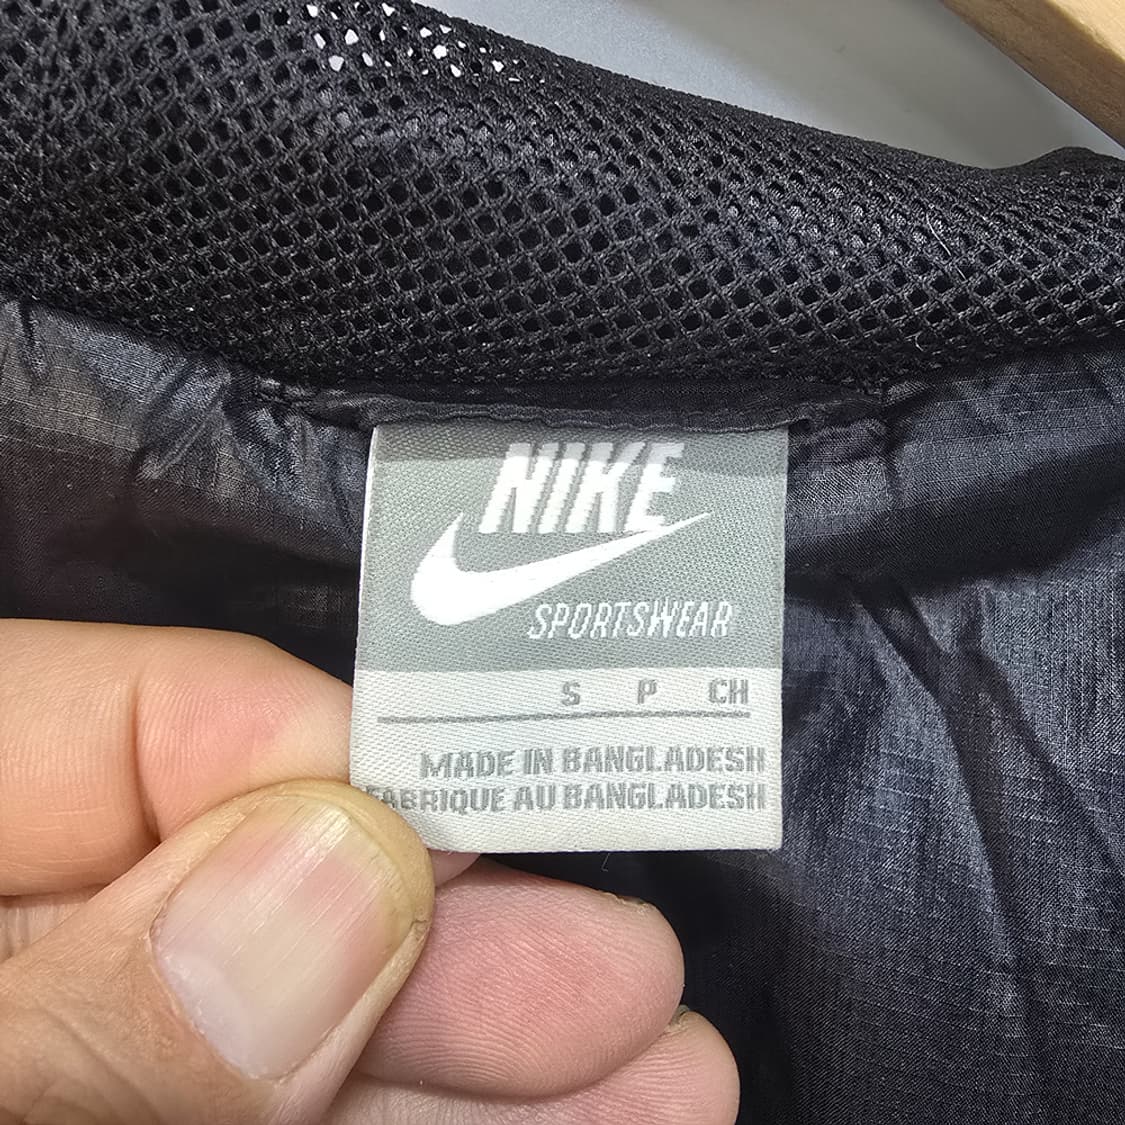 NIKE
SPORTSWEAR
S P CH
MADE IN BANGLADESH
FABRIQUE AU BANGLADESH